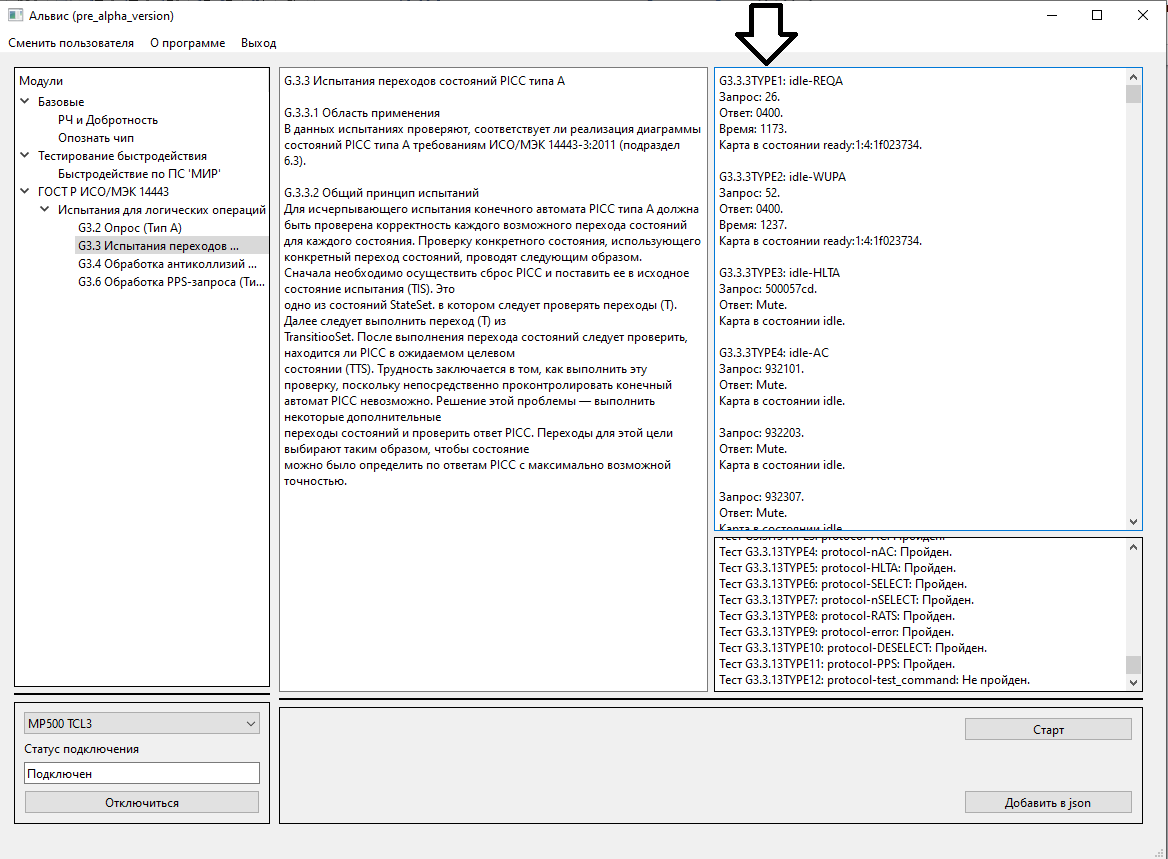 Альвис (pre_alpha_version)
Сменить пользователя О программе Выход
Модули
Базовые
РЧ и Добротность
Опознать чип
Тестирование быстродействия
Быстродействие по ПС 'МИР'
ГОСТ Р ИСО/МЭК 14443
Испытания для логических операций
G3.2 Опрос (Тип А)
G3.3 Испытания переходов ...
G3.4 Обработка антиколлизий ...
G3.6 Обработка PPS-запроса (Ти...
G.3.3 Испытания переходов состояний PICC типа А
G.3.3.1 Область применения
В данных испытаниях проверяют, соответствует ли реализация диаграммы
состояний PICC типа А требованиям ИСО/МЭК 14443-3:2011 (подраздел
6.3).
G.3.3.2 Общий принцип испытаний
Для исчерпывающего испытания конечного автомата PICC типа А должна
быть проверена корректность каждого возможного перехода состояний
для каждого состояния. Проверку конкретного состояния, использующего
конкретный переход состояний, проводят следующим образом.
Сначала необходимо осуществить сброс PICC и поставить ее в исходное
состояние испытания (TIS). Это
одно из состояний StateSet. в котором следует проверять переходы (Т).
Далее следует выполнить переход (Т) из
TransitiooSet. После выполнения перехода состояний следует проверить,
находится ли PICC в ожидаемом целевом
состоянии (TTS). Трудность заключается в том, как выполнить эту
проверку, поскольку непосредственно проконтролировать конечный
автомат PICC невозможно. Решение этой проблемы — выполнить
некоторые дополнительные
переходы состояний и проверить ответ PICC. Переходы для этой цели
выбирают таким образом, чтобы состояние
можно было определить по ответам PICC с максимально возможной
точностью.
G3.3.3TYPE1: idle-REQA
Запрос: 26.
Ответ: 0400.
Время: 1173.
Карта в состоянии ready:1:4:1f023734.
G3.3.3TYPE2: idle-WUPA
Запрос: 52.
Ответ: 0400.
Время: 1237.
Карта в состоянии ready:1:4:1f023734.
G3.3.3TYPE3: idle-HLTA
Запрос: 500057cd.
Ответ: Mute.
Карта в состоянии idle.
G3.3.3TYPE4: idle-AC
Запрос: 932101.
Ответ: Mute.
Карта в состоянии idle.
Запрос: 932203.
Ответ: Mute.
Карта в состоянии idle.
Запрос: 932307.
Ответ: Mute.
Карта в состоянии idle.
Тест G3.3.13TYPE3: protocol-AC: Пройден.
Тест G3.3.13TYPE4: protocol-nAC: Пройден.
Тест G3.3.13TYPE5: protocol-HLTA: Пройден.
Тест G3.3.13TYPE6: protocol-SELECT: Пройден.
Тест G3.3.13TYPE7: protocol-nSELECT: Пройден.
Тест G3.3.13TYPE8: protocol-RATS: Пройден.
Тест G3.3.13TYPE9: protocol-error: Пройден.
Тест G3.3.13TYPE10: protocol-DESELECT: Пройден.
Тест G3.3.13TYPE11: protocol-PPS: Пройден.
Тест G3.3.13TYPE12: protocol-test_command: Не пройден.
MP500 TCL3
Статус подключения
Подключен
Отключиться
Старт
Добавить в json